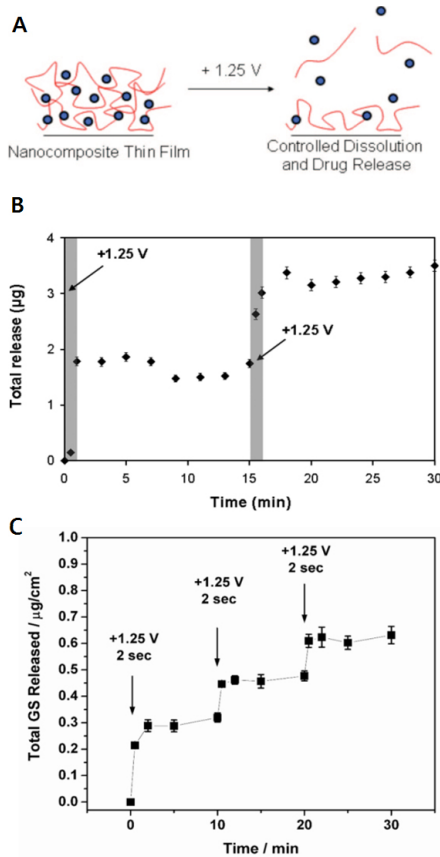 A
+ 1.25 V
Nanocomposite Thin Film
Controlled Dissolution
and Drug Release
B
4
3
2
1
0
+1.25 V
+1.25 V
Total release (µg)
0
5
10
15
20
25
30
Time (min)
C
1.0
0.9
0.8
0.7
0.6
0.5
0.4
0.3
0.2
0.1
0.0
Total GS Released / µg/cm²
+1.25 V
2 sec
+1.25 V
2 sec
+1.25 V
2 sec
0
10
20
30
Time / min